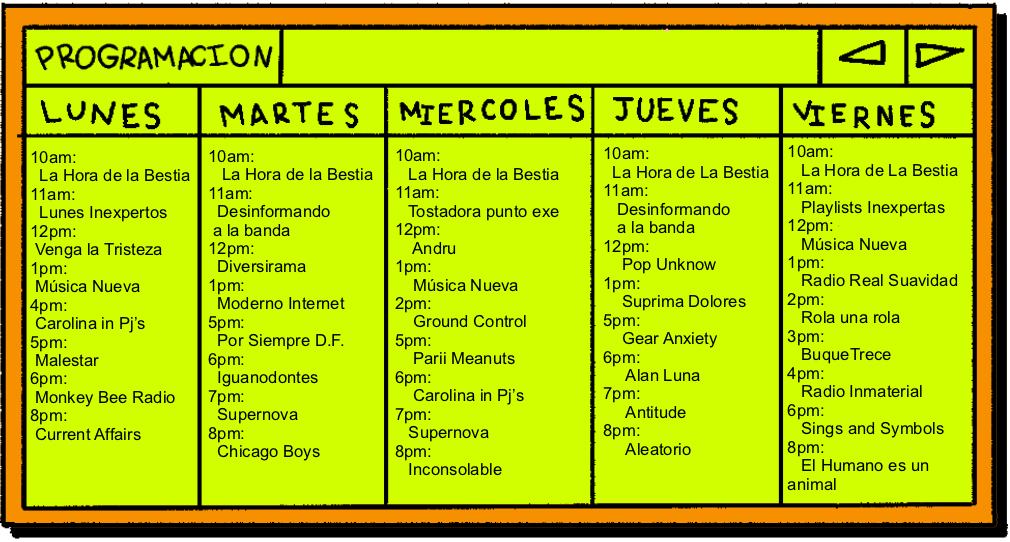 PROGRAMACION
LUNES
10am:
La Hora de la Bestia
11am:
Lunes Inexpertos
12pm:
Venga la Tristeza
1pm:
Música Nueva
4pm:
Carolina in Pj's
5pm:
Malestar
6pm:
Monkey Bee Radio
8pm:
Current Affairs
MARTES
10am:
La Hora de la Bestia
11am:
Desinformando
a la banda
12pm:
Diversirama
1pm:
Moderno Internet
5pm:
Por Siempre D.F.
6pm:
Iguanodontes
7pm:
Supernova
8pm:
Chicago Boys
MIERCOLES
10am:
La Hora de la Bestia
11am:
Tostadora punto exe
12pm:
Andru
1pm:
Música Nueva
2pm:
Ground Control
5pm:
Parii Meanuts
6pm:
Carolina in Pj's
7pm:
Supernova
8pm:
Inconsolable
JUEVES
10am:
La Hora de La Bestia
11am:
Desinformando
a la banda
12pm:
Pop Unknow
1pm:
Suprima Dolores
5pm:
Gear Anxiety
6pm:
Alan Luna
7pm:
Antitude
8pm:
Aleatorio
VIERNES
10am:
La Hora de La Bestia
11am:
Playlists Inexpertas
12pm:
Música Nueva
1pm:
Radio Real Suavidad
2pm:
Rola una rola
3pm:
BuqueTrece
4pm:
Radio Inmaterial
6pm:
Sings and Symbols
8pm:
El Humano es un
animal